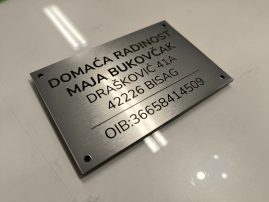 DOMAĆA RADINOST
MAJA BUKOVČAK
DRAŠKOVIĆ 41A
42226 BISAG
OIB:36658414509